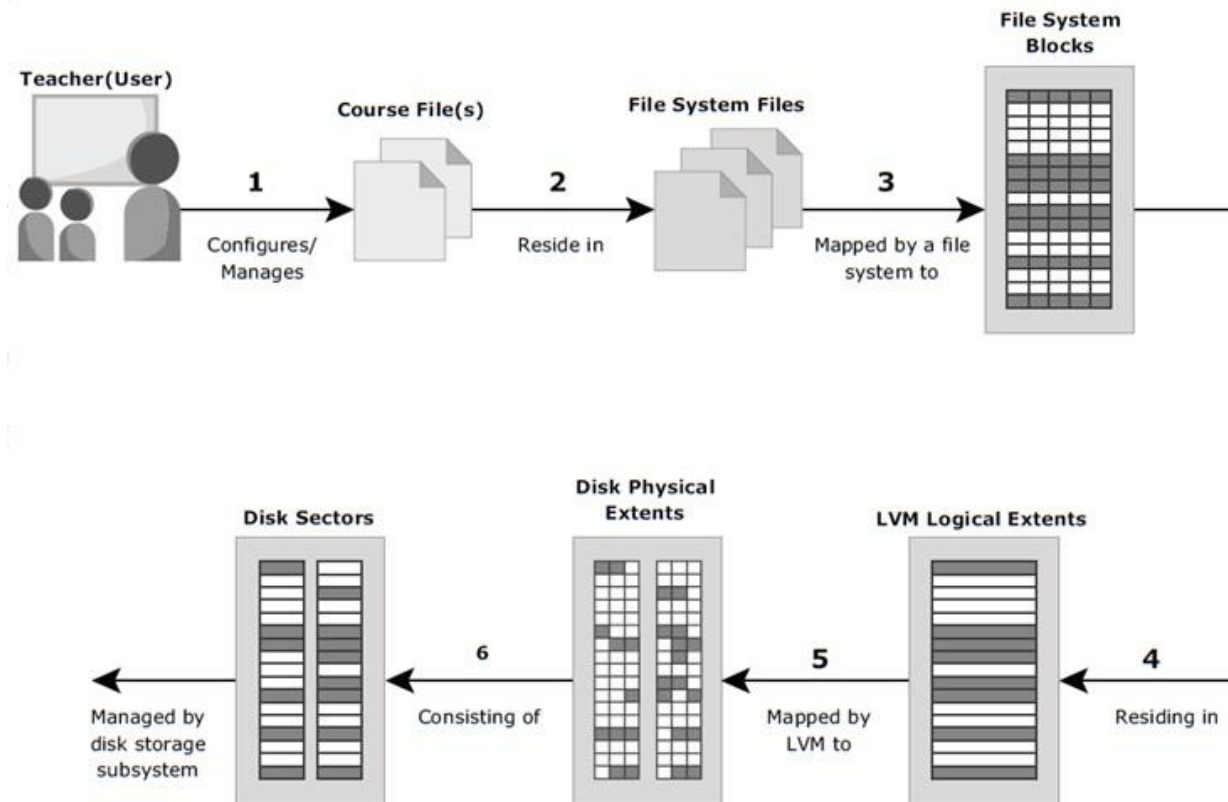 File System
Blocks
Teacher(User)
Course File(s)
File System Files
1
2
3
Configures/
Manages
Reside in
Mapped by a file
system to
Disk Physical
Extents
Disk Sectors
LVM Logical Extents
6
5
4
Managed by
disk storage
subsystem
Consisting of
Mapped by
LVM to
Residing in